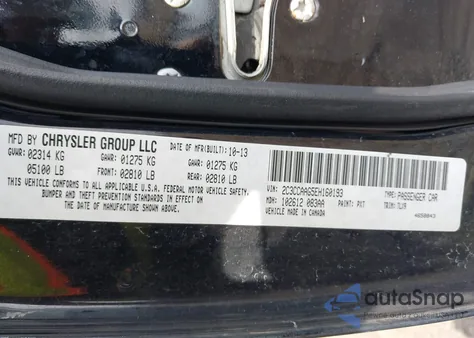 MFD BY CHRYSLER GROUP LLC DATE OF MFR(BUILT): 10-13
GVWR: 02314 KG GAWR: 01275 KG GAWR: 01275 KG
05100 LB FRONT: 02810 LB REAR: 02810 LB
THIS VEHICLE CONFORMS TO ALL APPLICABLE U.S.A. FEDERAL MOTOR VEHICLE SAFETY,
BUMPER AND THEFT PREVENTION STANDARDS IN EFFECT ON
THE DATE OF MANUFACTURE SHOWN ABOVE.
VIN: 2C3CCAAG5EH160193 TYPE: PASSENGER CAR
MDH: 102612 083AA PAINT: PXT TRIM: TLX9
VEHICLE MADE IN CANADA
autoSnap